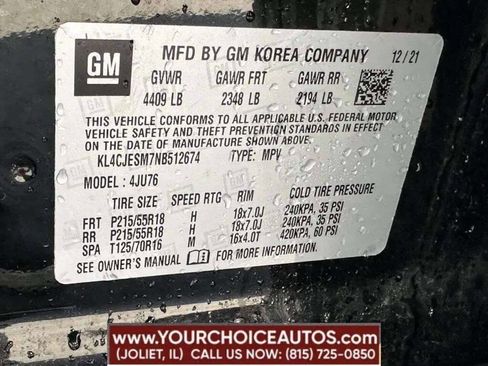 GM
MFD BY GM KOREA COMPANY 12/21
GVWR GAWR FRT GAWR RR
4409 LB 2348 LB 2194 LB
THIS VEHICLE CONFORMS TO ALL APPLICABLE U.S. FEDERAL MOTOR
VEHICLE SAFETY AND THEFT PREVENTION STANDARDS IN EFFECT
ON THE DATE OF MANUFACTURE SHOWN ABOVE.
KL4CJESM7NB512674 TYPE: MPV
MODEL : 4JU76
TIRE SIZE SPEED RTG RIM COLD TIRE PRESSURE
FRT P215/55R18 H 18x7.0J 240KPA, 35 PSI
RR P215/55R18 H 18x7.0J 240KPA, 35 PSI
SPA T125/70R16 M 16x4.0T 420KPA, 60 PSI
SEE OWNER'S MANUAL FOR MORE INFORMATION.
WWW.YOURCHOICEAUTOS.COM
(JOLIET, IL) CALL US NOW: (815) 725-0850